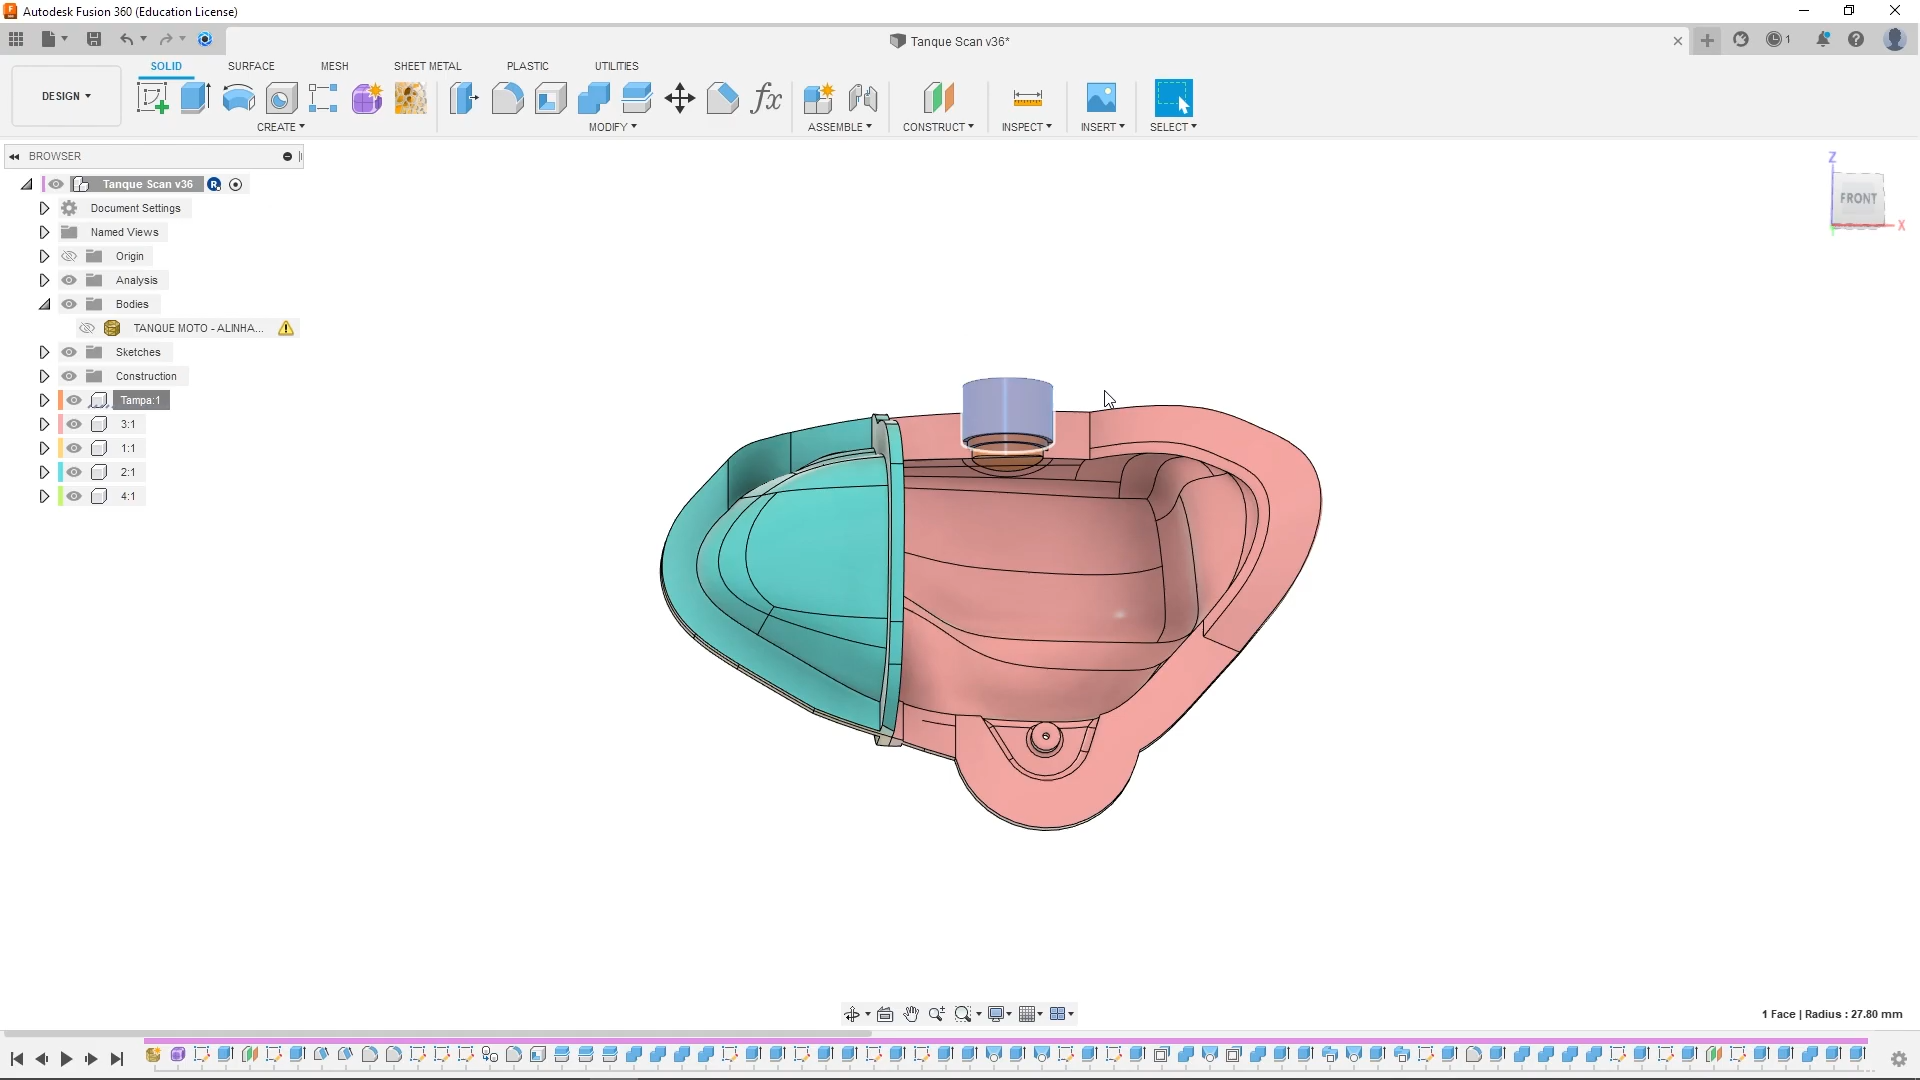 Autodesk Fusion 360 (Education License)
Tanque Scan v36*
1
SOLID SURFACE MESH SHEET METAL PLASTIC UTILITIES
DESIGN
CREATE MODIFY ASSEMBLE CONSTRUCT INSPECT INSERT SELECT
BROWSER
Tanque Scan v36
Document Settings
Named Views
Origin
Analysis
Bodies
TANQUE MOTO - ALINHA...
Sketches
Construction
Tampa:1
3:1
1:1
2:1
4:1
Z
FRONT
X
1 Face | Radius : 27.80 mm